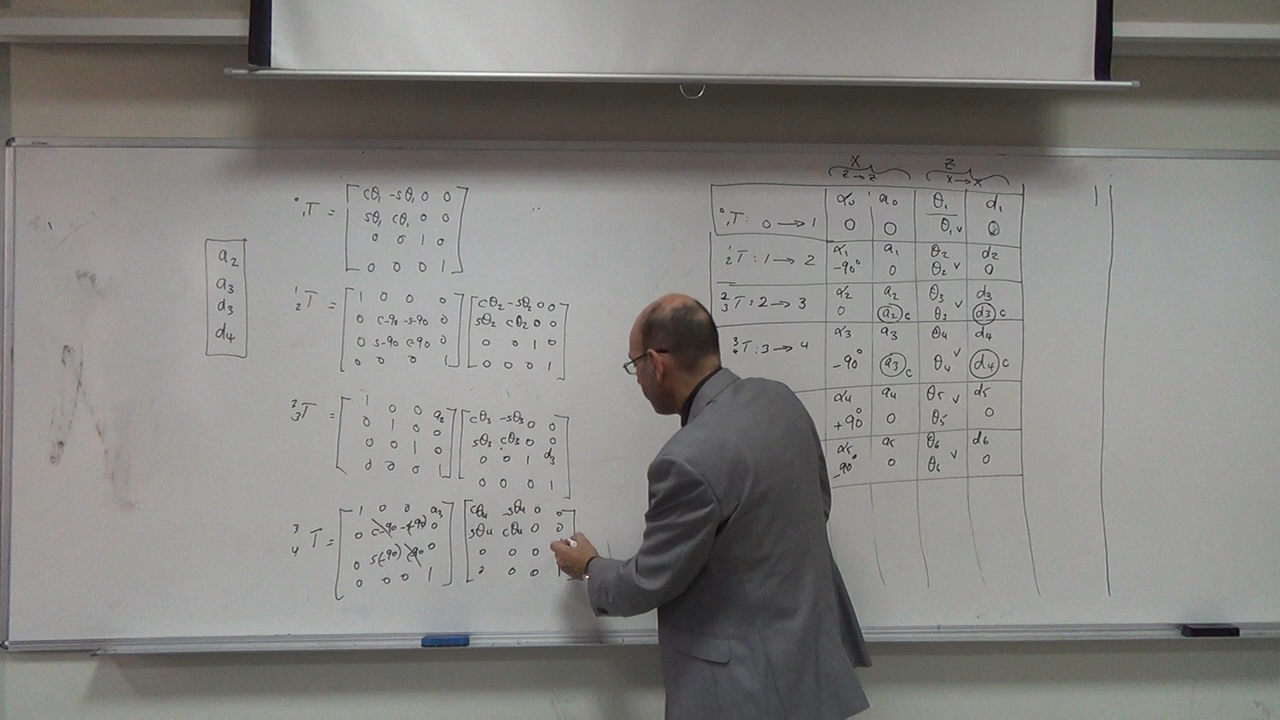 a2
a3
d3
d4
⁰₁T = [ cθ₁ -sθ₁ 0 0
sθ₁ cθ₁ 0 0
0 0 1 0
0 0 0 1 ]
¹₂T = [ 1 0 0 0 ] [ cθ₂ -sθ₂ 0 0 ]
0 c-90 -s-90 0 sθ₂ cθ₂ 0 0
0 s-90 c-90 0 0 0 1 0
0 0 0 1 0 0 0 1
²₃T = [ 1 0 0 a₂ ] [ cθ₃ -sθ₃ 0 0 ]
0 1 0 0 sθ₃ cθ₃ 0 0
0 0 1 0 0 0 1 d₃
0 0 0 1 0 0 0 1
³₄T = [ 1 0 0 a₃ ] [ cθ₄ -sθ₄ 0 0 ]
0 c-90 -s(-90) 0 sθ₄ cθ₄ 0 0
0 s(-90) c-90 0 0 0 0
0 0 0 1 0 0
X Z
Z→Z X→X
⁰₁T: 0 → 1 α₀ a₀ θ₁ d₁
0 0 θ₁ v 0
¹₂T: 1 → 2 α₁ a₁ θ₂ d₂
-90° 0 θ₂ v 0
²₃T: 2 → 3 α₂ a₂ θ₃ d₃
0 a₂ c θ₃ v d₃ c
³₄T: 3 → 4 α₃ a₃ θ₄ d₄
-90° a₃ c θ₄ v d₄ c
α₄ a₄ θ₅ v d₅
+90° 0 θ₅ 0
α₅ a₅ θ₆ d₆
-90° 0 θ₆ v 0